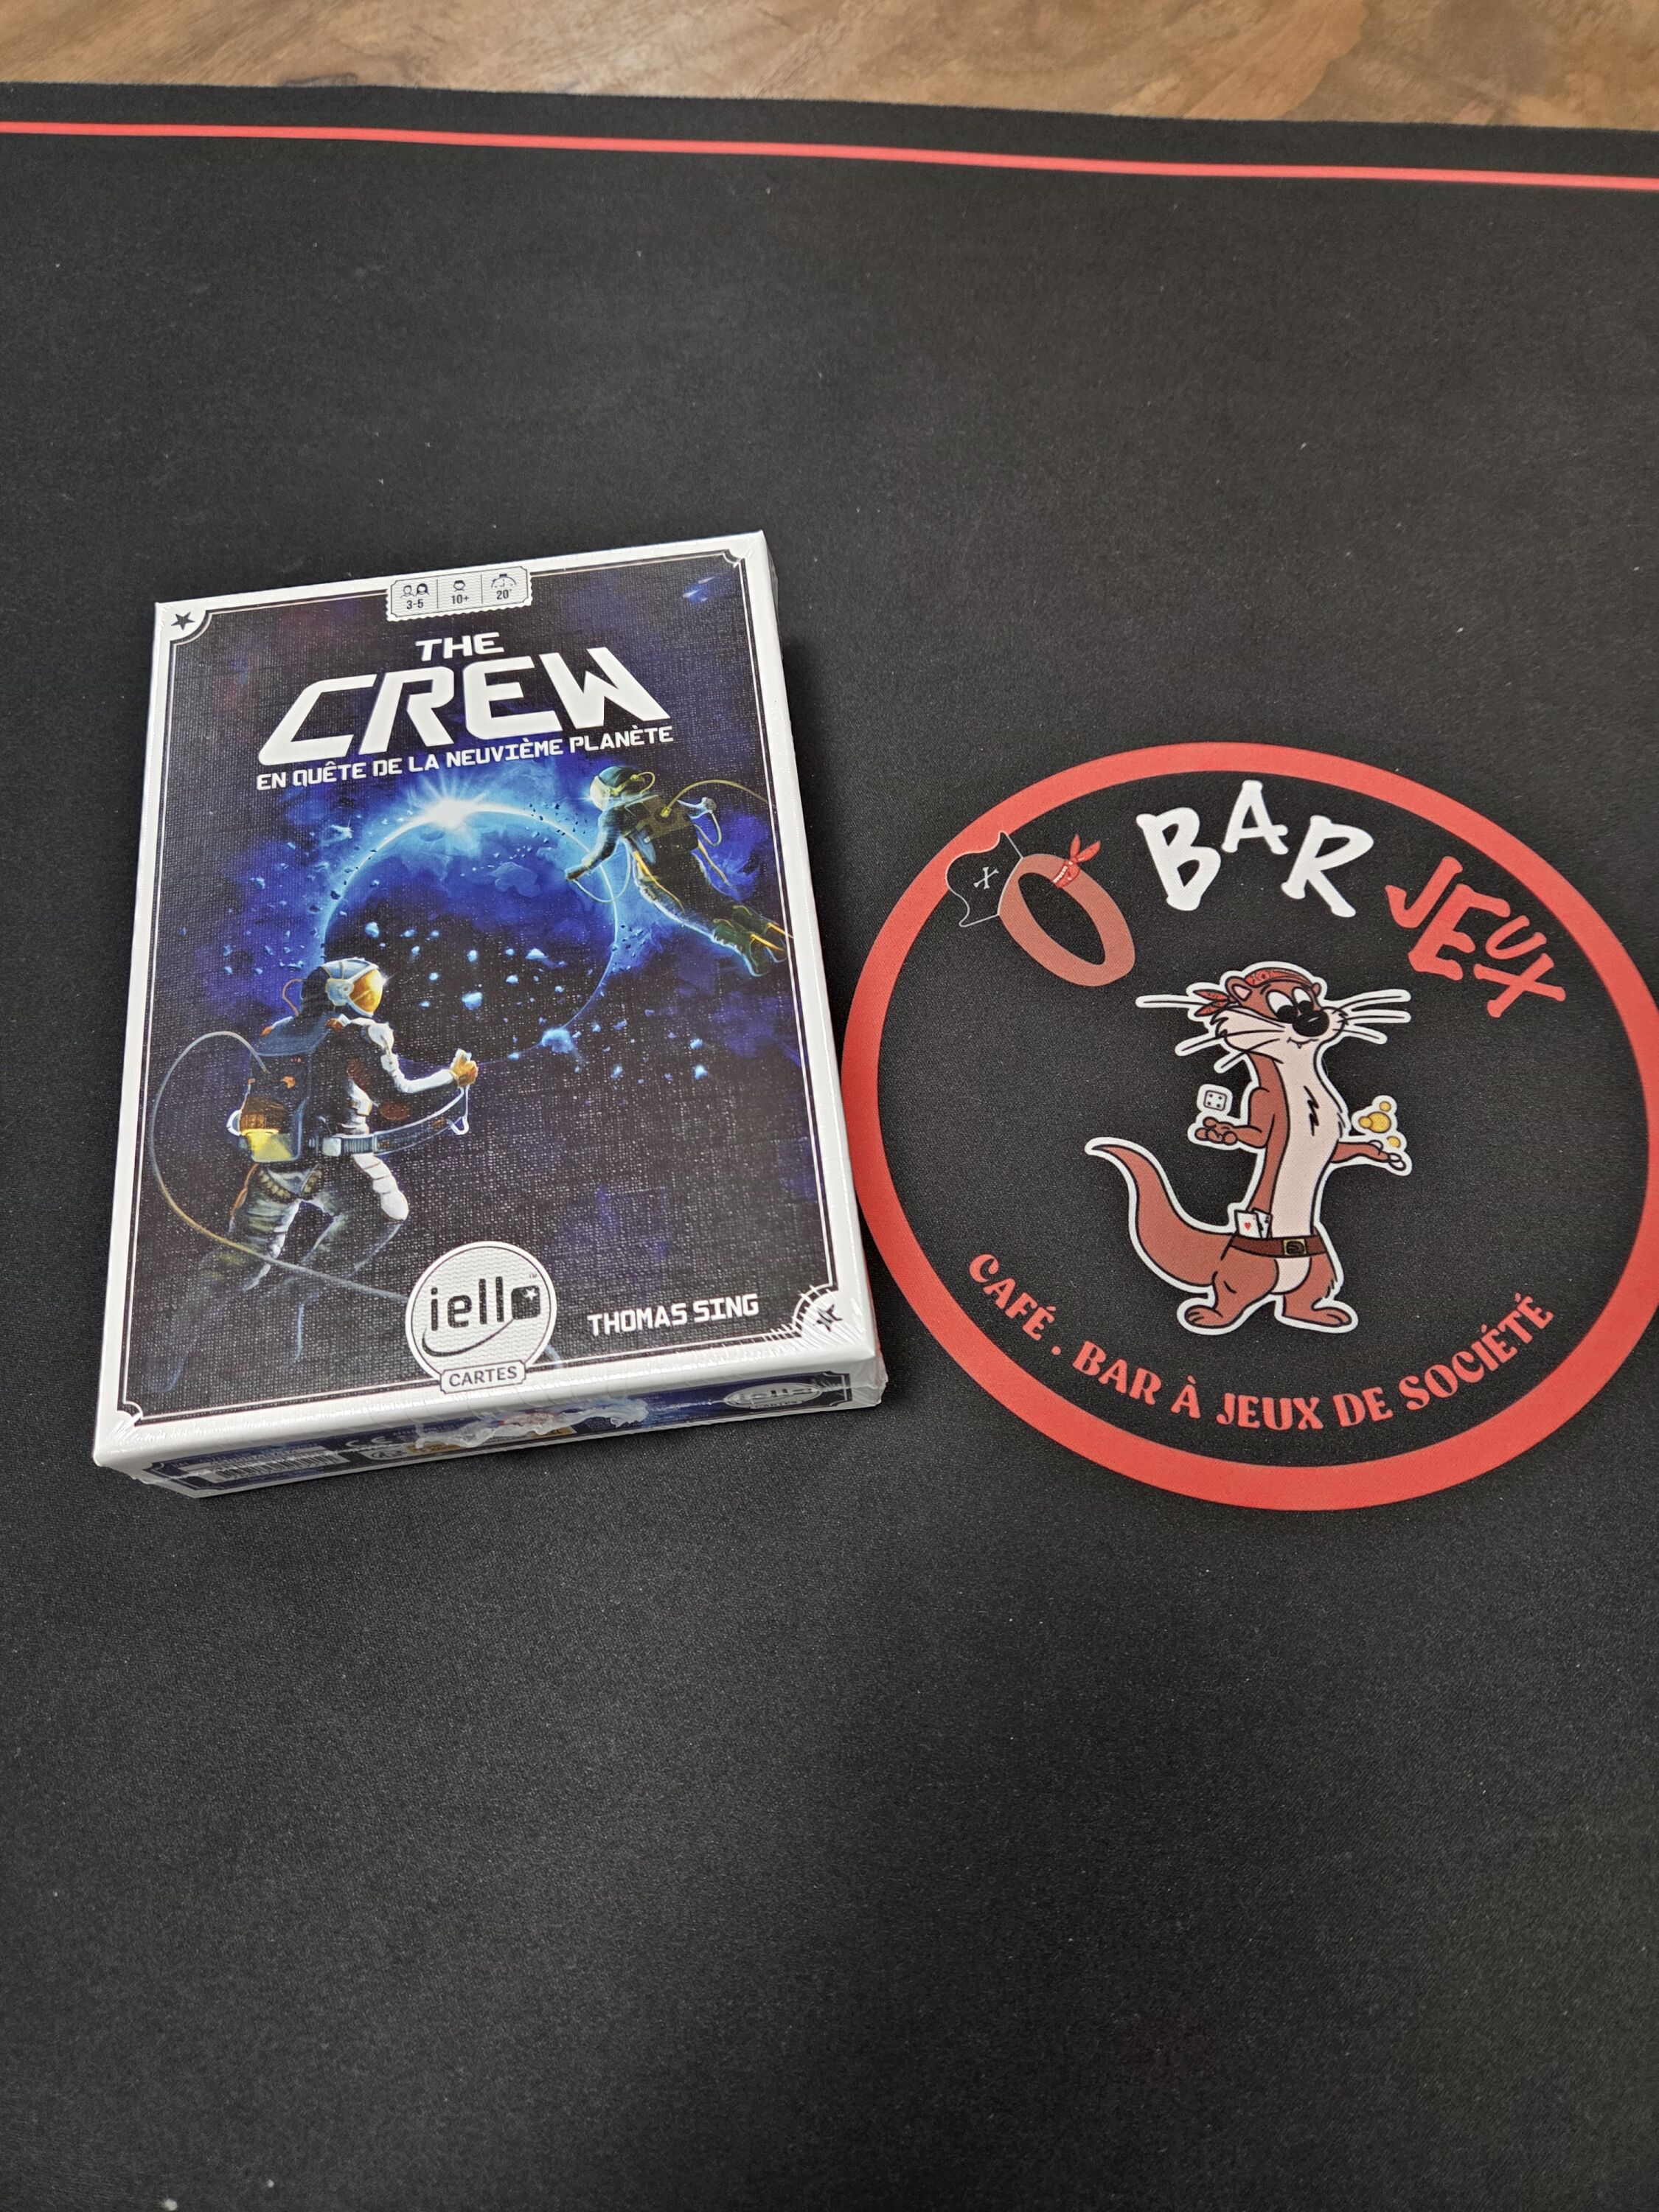 3-5 10+ 20'
THE
CREW
EN QUÊTE DE LA NEUVIÈME PLANÈTE
iello™
CARTES
THOMAS SING
iello
O BAR JEUX
CAFÉ . BAR À JEUX DE SOCIÉTÉ